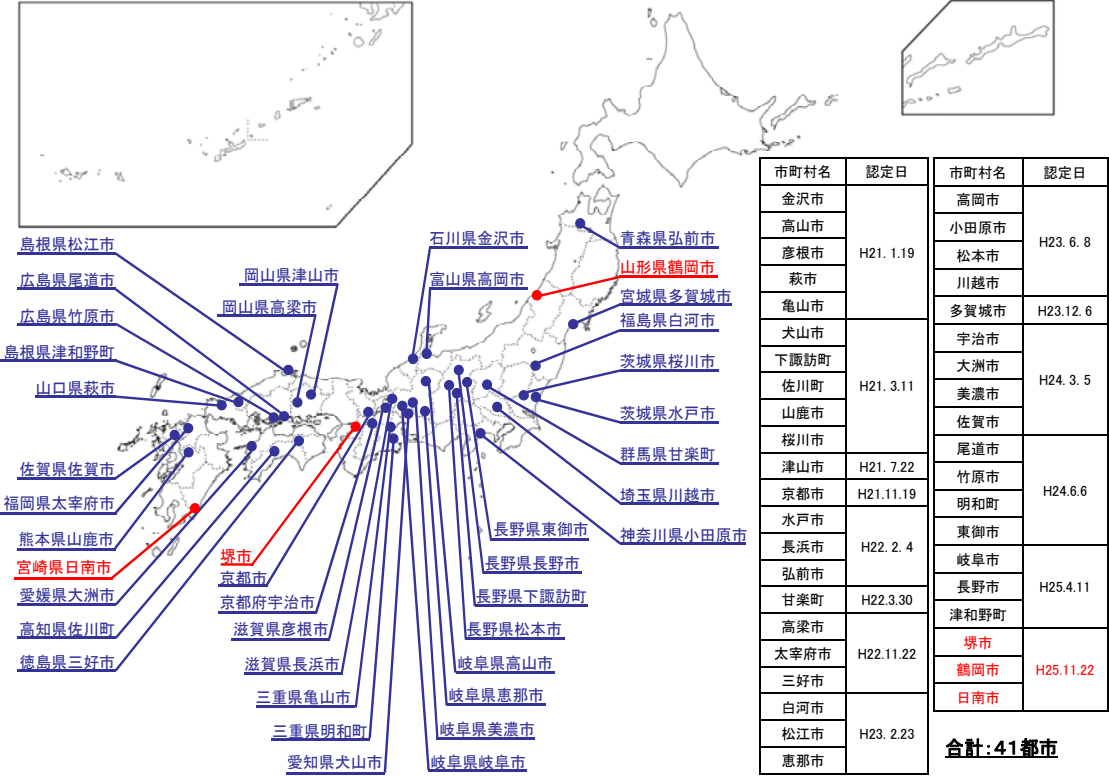 島根県松江市
広島県尾道市
広島県竹原市
島根県津和野町
山口県萩市
岡山県津山市
岡山県高梁市
石川県金沢市
富山県高岡市
青森県弘前市
山形県鶴岡市
宮城県多賀城市
福島県白河市
茨城県桜川市
茨城県水戸市
群馬県甘楽町
埼玉県川越市
神奈川県小田原市
佐賀県佐賀市
福岡県太宰府市
熊本県山鹿市
宮崎県日南市
愛媛県大洲市
高知県佐川町
徳島県三好市
堺市
京都市
京都府宇治市
滋賀県彦根市
滋賀県長浜市
三重県亀山市
三重県明和町
愛知県犬山市
長野県東御市
長野県長野市
長野県下諏訪町
長野県松本市
岐阜県高山市
岐阜県恵那市
岐阜県美濃市
岐阜県岐阜市
市町村名 認定日
金沢市
高山市
彦根市 H21. 1.19
萩市
亀山市
犬山市
下諏訪町
佐川町 H21. 3.11
山鹿市
桜川市
津山市 H21. 7.22
京都市 H21.11.19
水戸市
長浜市 H22. 2. 4
弘前市
甘楽町 H22.3.30
高梁市
太宰府市 H22.11.22
三好市
白河市
松江市 H23. 2.23
恵那市
市町村名 認定日
高岡市
小田原市 H23. 6. 8
松本市
川越市
多賀城市 H23.12. 6
宇治市
大洲市 H24. 3. 5
美濃市
佐賀市
尾道市
竹原市 H24.6.6
明和町
東御市
岐阜市
長野市 H25.4.11
津和野町
堺市
鶴岡市 H25.11.22
日南市
合計:41都市